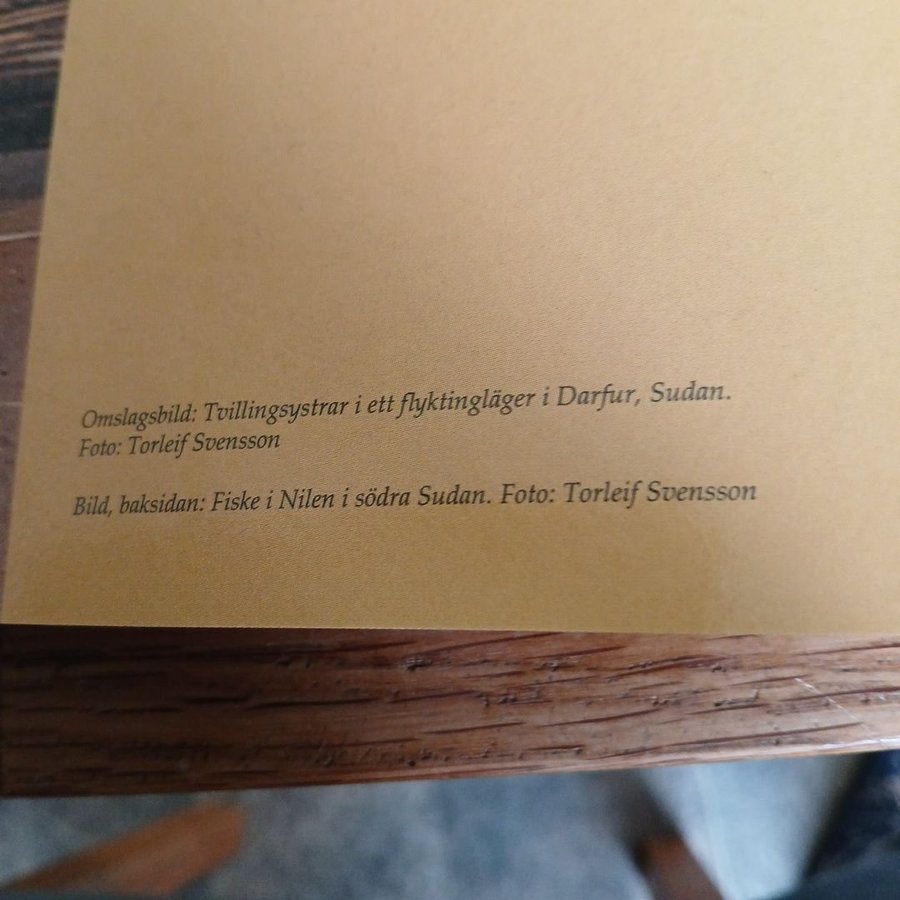 Omslagsbild: Tvillingsystrar i ett flyktingläger i Darfur, Sudan.
Foto: Torleif Svensson
Bild, baksidan: Fiske i Nilen i södra Sudan. Foto: Torleif Svensson